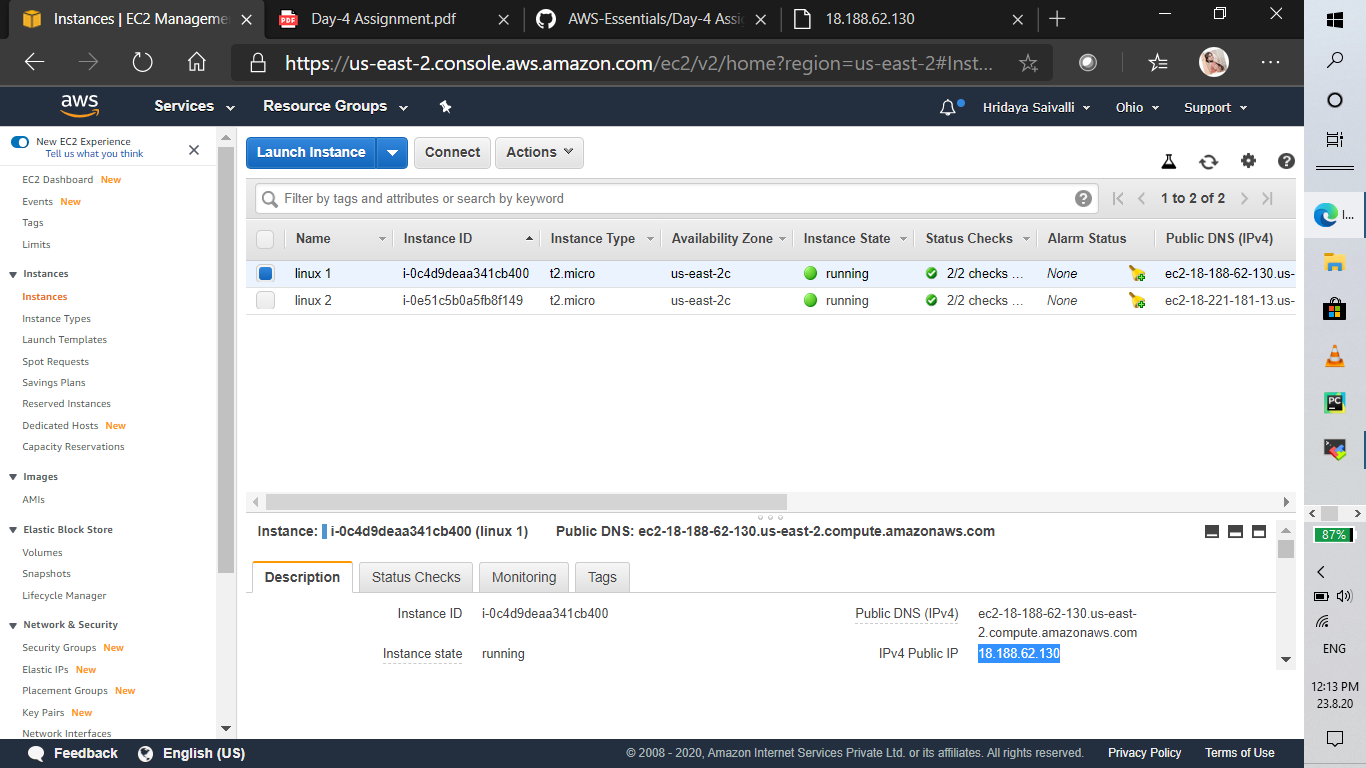 Instances | EC2 Manageme
Day-4 Assignment.pdf
AWS-Essentials/Day-4 Assi
18.188.62.130
https://us-east-2.console.aws.amazon.com/ec2/v2/home?region=us-east-2#Inst...
aws
Services
Resource Groups
Hridaya Saivalli
Ohio
Support
New EC2 Experience
Tell us what you think
EC2 Dashboard New
Events New
Tags
Limits
Instances
Instances
Instance Types
Launch Templates
Spot Requests
Savings Plans
Reserved Instances
Dedicated Hosts New
Capacity Reservations
Images
AMIs
Elastic Block Store
Volumes
Snapshots
Lifecycle Manager
Network & Security
Security Groups New
Elastic IPs New
Placement Groups New
Key Pairs New
Network Interfaces
Launch Instance
Connect
Actions
Filter by tags and attributes or search by keyword
1 to 2 of 2
Name Instance ID Instance Type Availability Zone Instance State Status Checks Alarm Status Public DNS (IPv4)
linux 1 i-0c4d9deaa341cb400 t2.micro us-east-2c running 2/2 checks ... None ec2-18-188-62-130.us-
linux 2 i-0e51c5b0a5fb8f149 t2.micro us-east-2c running 2/2 checks ... None ec2-18-221-181-13.us-
Instance: i-0c4d9deaa341cb400 (linux 1) Public DNS: ec2-18-188-62-130.us-east-2.compute.amazonaws.com
Description
Status Checks
Monitoring
Tags
Instance ID i-0c4d9deaa341cb400
Instance state running
Public DNS (IPv4) ec2-18-188-62-130.us-east-
2.compute.amazonaws.com
IPv4 Public IP 18.188.62.130
Feedback
English (US)
© 2008 - 2020, Amazon Internet Services Private Ltd. or its affiliates. All rights reserved.
Privacy Policy
Terms of Use
I...
PC
87%
ENG
12:13 PM
23.8.20